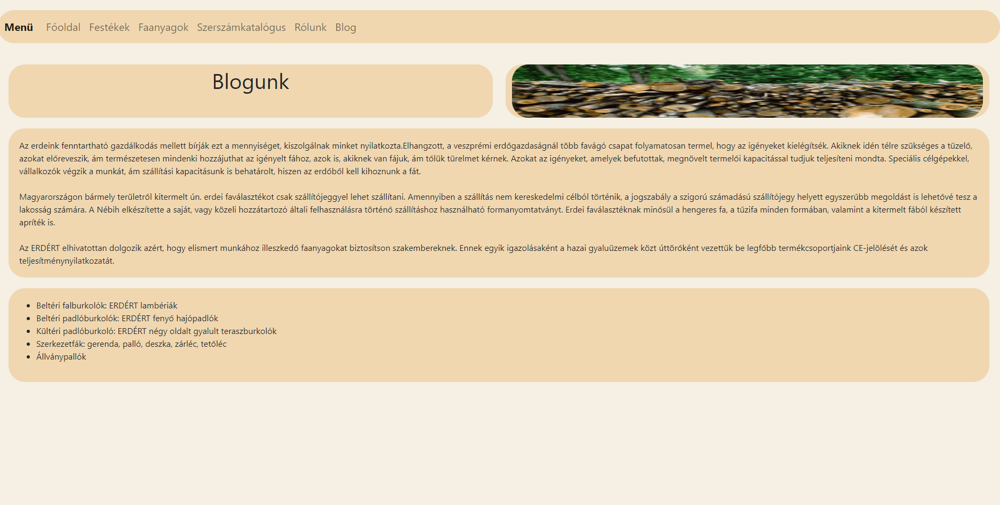 Menü Főoldal Festékek Faanyagok Szerszámkatalógus Rólunk Blog
Blogunk
Az erdeink fenntartható gazdálkodás mellett bírják ezt a mennyiséget, kiszolgálnak minket nyilatkozta.Elhangzott, a veszprémi erdőgazdaságnál több favágó csapat folyamatosan termel, hogy az igényeket kielégítsék. Akiknek idén télre szükséges a tüzelő,
azokat előreveszik, ám természetesen mindenki hozzájuthat az igényelt fához, azok is, akiknek van fájuk, ám tőlük türelmet kérnek. Azokat az igényeket, amelyek befutottak, megnövelt termelői kapacitással tudjuk teljesíteni mondta. Speciális célgépekkel,
vállalkozók végzik a munkát, ám szállítási kapacitásunk is behatárolt, hiszen az erdőből kell kihoznunk a fát.
Magyarországon bármely területről kitermelt ún. erdei faválasztékot csak szállítójeggyel lehet szállítani. Amennyiben a szállítás nem kereskedelmi célból történik, a jogszabály a szigorú számadású szállítójegy helyett egyszerűbb megoldást is lehetővé tesz a
lakosság számára. A Nébih elkészítette a saját, vagy közeli hozzátartozó általi felhasználásra történő szállításhoz használható formanyomtatványt. Erdei faválasztéknak minősül a hengeres fa, a tűzifa minden formában, valamint a kitermelt fából készített
apríték is.
Az ERDÉRT elhivatottan dolgozik azért, hogy elismert munkához illeszkedő faanyagokat biztosítson szakembereknek. Ennek egyik igazolásaként a hazai gyaluüzemek közt úttörőként vezettük be legfőbb termékcsoportjaink CE-jelölését és azok
teljesítménynyilatkozatát.
• Beltéri falburkolók: ERDÉRT lambériák
• Beltéri padlóburkolók: ERDÉRT fenyő hajópadlók
• Kültéri padlóburkoló: ERDÉRT négy oldalt gyalult teraszburkolók
• Szerkezetfák: gerenda, palló, deszka, zárléc, tetőléc
• Állványpallók